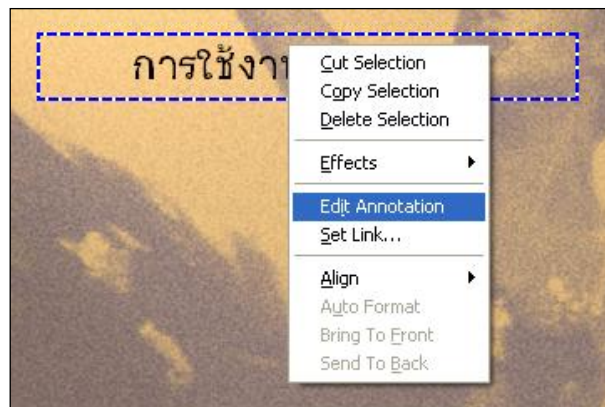 การใช้งา
Cut Selection
Copy Selection
Delete Selection
Effects
Edit Annotation
Set Link...
Align
Auto Format
Bring To Front
Send To Back